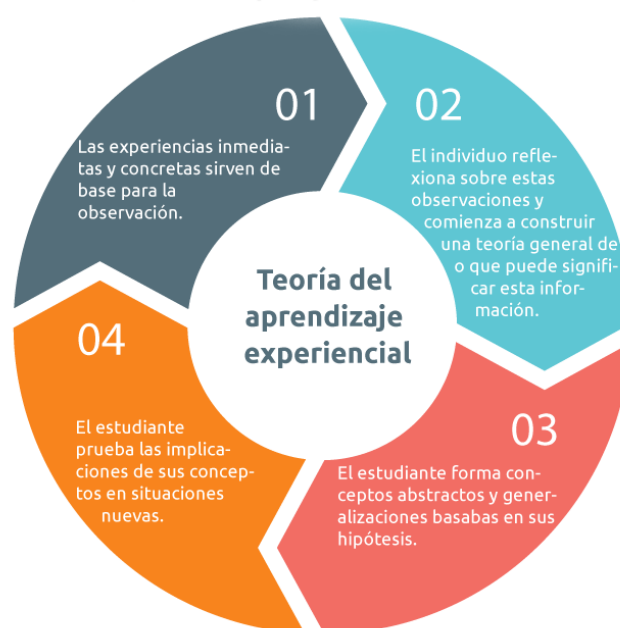 01
Las experiencias inmedia-
tas y concretas sirven de
base para la
observación.
02
El individuo refle-
xiona sobre estas
observaciones y
comienza a construir
una teoría general de
o que puede signifi-
car esta infor-
mación.
Teoría del
aprendizaje
experiencial
03
El estudiante forma con-
ceptos abstractos y gener-
alizaciones basabas en sus
hipótesis.
04
El estudiante
prueba las implica-
ciones de sus concep-
tos en situaciones
nuevas.